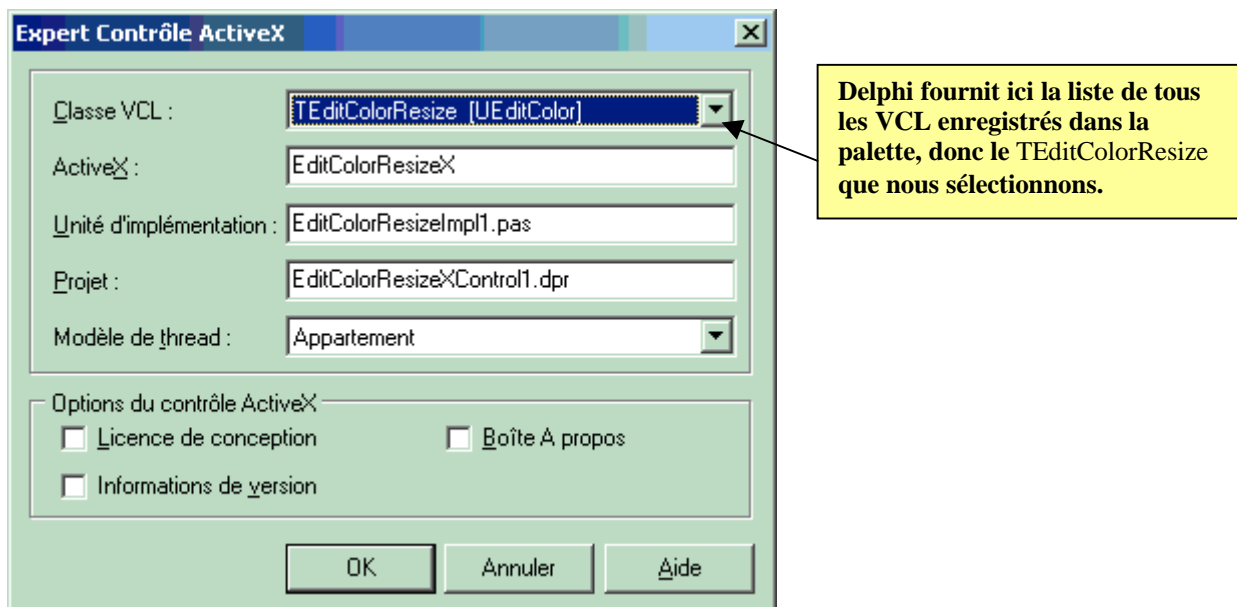 Expert Contrôle ActiveX
Classe VCL : TEditColorResize [UEditColor]
ActiveX : EditColorResizeX
Unité d'implémentation : EditColorResizeImpl1.pas
Projet : EditColorResizeXControl1.dpr
Modèle de thread : Appartement
Options du contrôle ActiveX
Licence de conception Boîte A propos
Informations de version
OK Annuler Aide
Delphi fournit ici la liste de tous
les VCL enregistrés dans la
palette, donc le TEditColorResize
que nous sélectionnons.